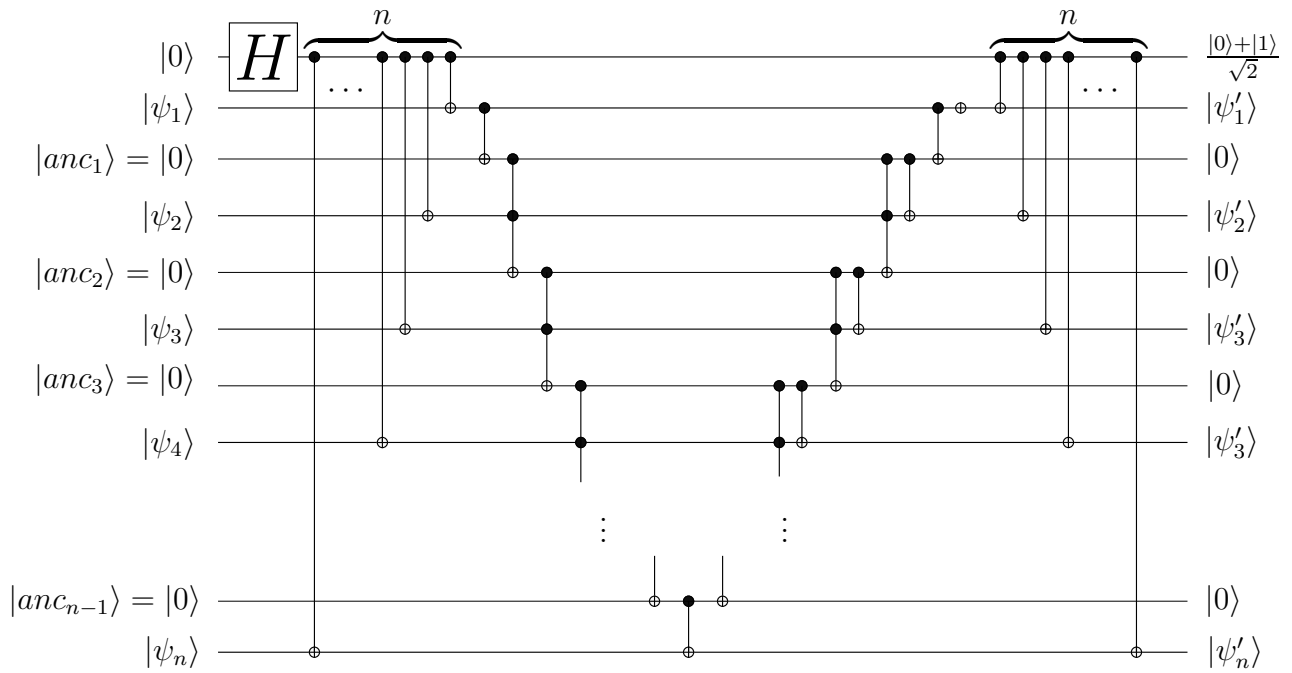 n n
|0⟩ H |0⟩+|1⟩/√2
... ...
|ψ₁⟩ |ψ′₁⟩
|anc₁⟩ = |0⟩ |0⟩
|ψ₂⟩ |ψ′₂⟩
|anc₂⟩ = |0⟩ |0⟩
|ψ₃⟩ |ψ′₃⟩
|anc₃⟩ = |0⟩ |0⟩
|ψ₄⟩ |ψ′₃⟩
⋮ ⋮
|ancₙ₋₁⟩ = |0⟩ |0⟩
|ψₙ⟩ |ψ′ₙ⟩